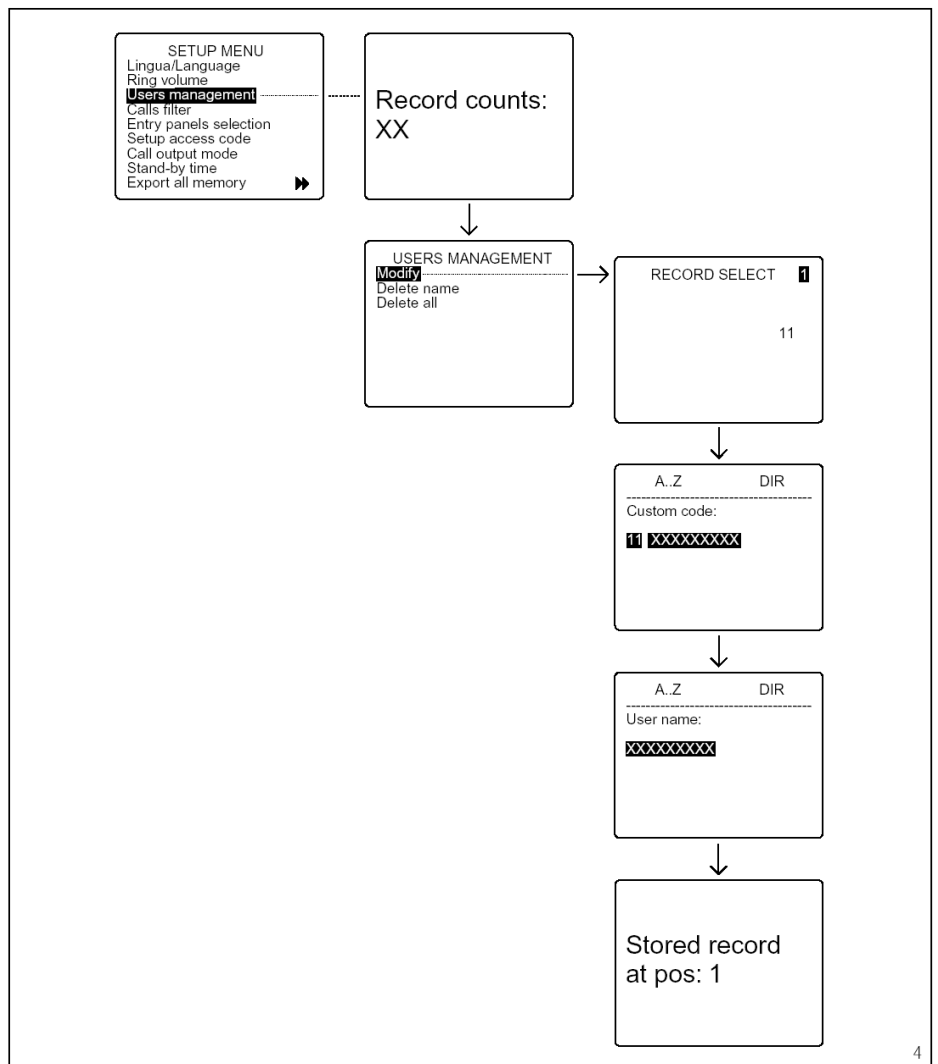 SETUP MENU
Lingua/Language
Ring volume
Users management
Calls filter
Entry panels selection
Setup access code
Call output mode
Stand-by time
Export all memory
Record counts:
XX
USERS MANAGEMENT
Modify
Delete name
Delete all
RECORD SELECT 1
11
A..Z DIR
Custom code:
11 XXXXXXXXX
A..Z DIR
User name:
XXXXXXXXX
Stored record
at pos: 1
4